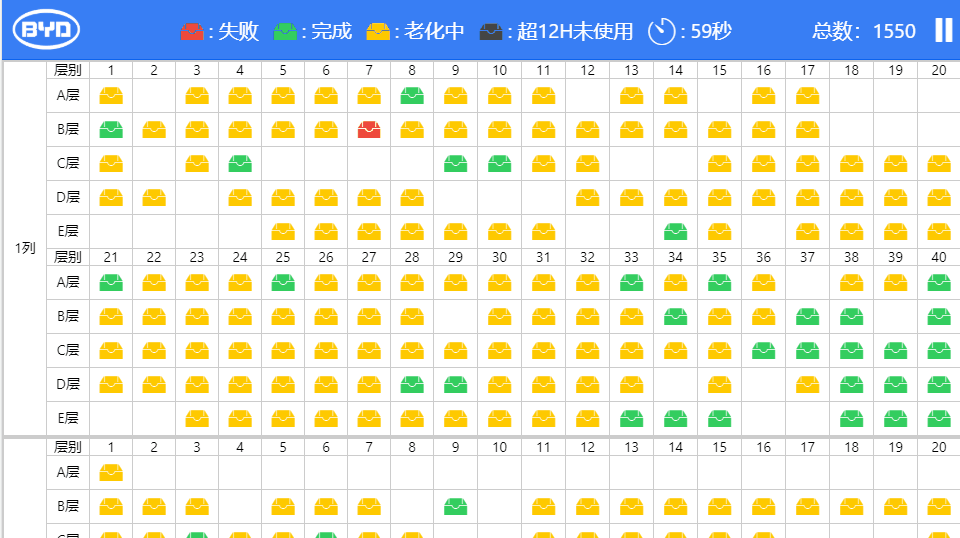 BYD : 失败 : 完成 : 老化中 : 超12H未使用 : 59秒 总数：1550
层别 1 2 3 4 5 6 7 8 9 10 11 12 13 14 15 16 17 18 19 20
A层
B层
C层
D层
E层
1列
层别 21 22 23 24 25 26 27 28 29 30 31 32 33 34 35 36 37 38 39 40
A层
B层
C层
D层
E层
层别 1 2 3 4 5 6 7 8 9 10 11 12 13 14 15 16 17 18 19 20
A层
B层
C层